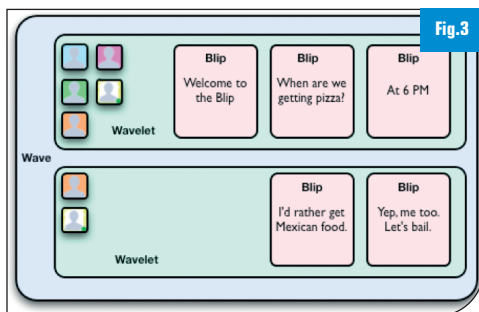 Fig.3
Blip
Welcome to
the Blip
Blip
When are we
getting pizza?
Blip
At 6 PM
Wavelet
Wave
Blip
I'd rather get
Mexican food.
Blip
Yep, me too.
Let's bail.
Wavelet